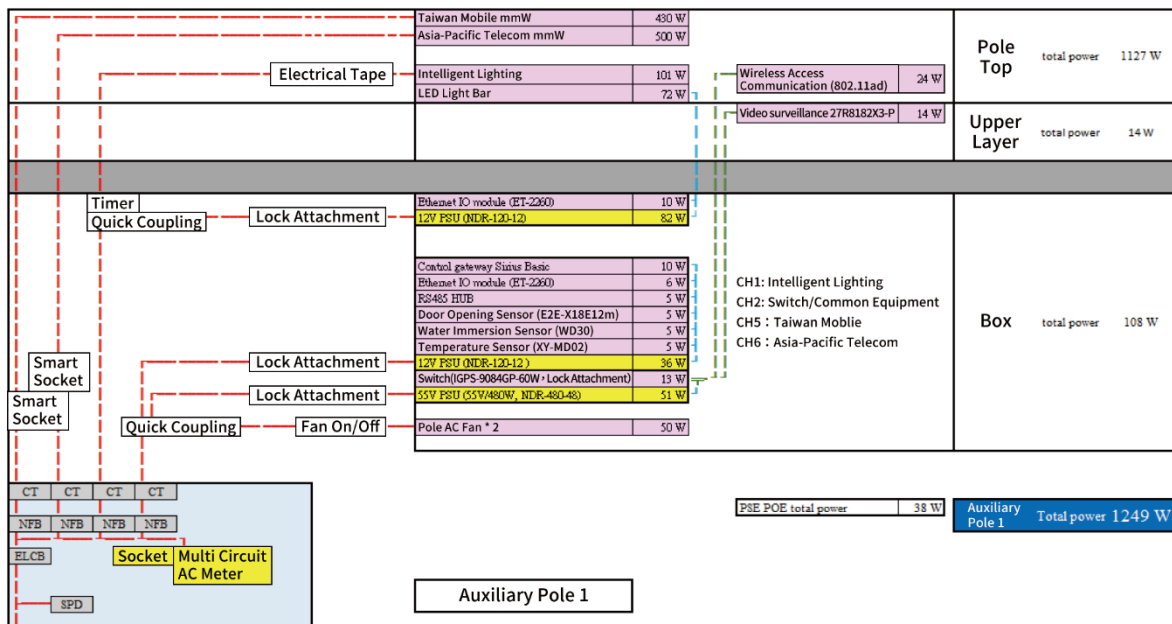 Taiwan Mobile mmW 430 W
Asia-Pacific Telecom mmW 500 W
Electrical Tape
Intelligent Lighting 101 W
LED Light Bar 72 W
Wireless Access
Communication (802.11ad) 24 W
Pole
Top
total power 1127 W
Video surveillance 27R8182X3-P 14 W
Upper
Layer
total power 14 W
Timer
Quick Coupling
Lock Attachment
Ethernet IO module (ET-2260) 10 W
12V PSU (NDR-120-12) 82 W
Control gateway Sirius Basic 10 W
Ethernet IO module (ET-2260) 6 W
RS485 HUB 5 W
Door Opening Sensor (E2E-X18E12m) 5 W
Water Immersion Sensor (WD30) 5 W
Temperature Sensor (XY-MD02) 5 W
Lock Attachment
12V PSU (NDR-120-12 ) 36 W
Switch(IGPS-9084GP-60W,Lock Attachment) 13 W
Lock Attachment
55V PSU (55V/480W, NDR-480-48) 51 W
Quick Coupling
Fan On/Off
Pole AC Fan * 2 50 W
CH1: Intelligent Lighting
CH2: Switch/Common Equipment
CH5：Taiwan Moblie
CH6：Asia-Pacific Telecom
Box
total power 108 W
Smart
Socket
Smart
Socket
CT CT CT CT
NFB NFB NFB NFB
ELCB
Socket
Multi Circuit
AC Meter
SPD
PSE POE total power 38 W
Auxiliary
Pole 1
Total power 1249 W
Auxiliary Pole 1